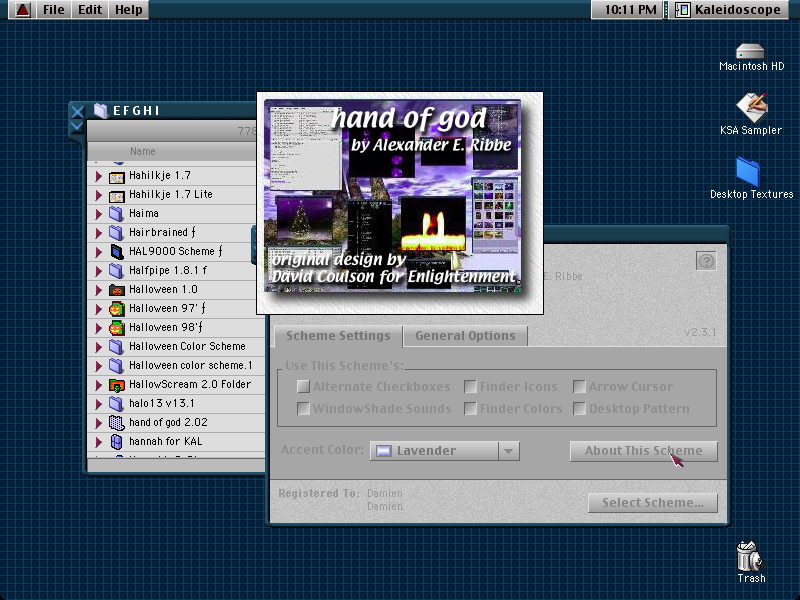 File Edit Help
10:11 PM Kaleidoscope
Macintosh HD
KSA Sampler
Desktop Textures
Trash
EFGHI
778
Name
Hahilkje 1.7
Hahilkje 1.7 Lite
Haima
Hairbrained ƒ
HAL9000 Scheme ƒ
Halfpipe 1.8.1 f
Halloween 1.0
Halloween 97' ƒ
Halloween 98'ƒ
Halloween Color Scheme
Halloween color scheme.1
HallowScream 2.0 Folder
halo13 v13.1
hand of god 2.02
hannah for KAL
hand of god
by Alexander E. Ribbe
original design by
David Coulson for Enlightenment
E. Ribbe
v2.3.1
Scheme Settings General Options
Use This Scheme's:
Alternate Checkboxes Finder Icons Arrow Cursor
WindowShade Sounds Finder Colors Desktop Pattern
Accent Color: Lavender About This Scheme
Registered To: Damien
Damien
Select Scheme...